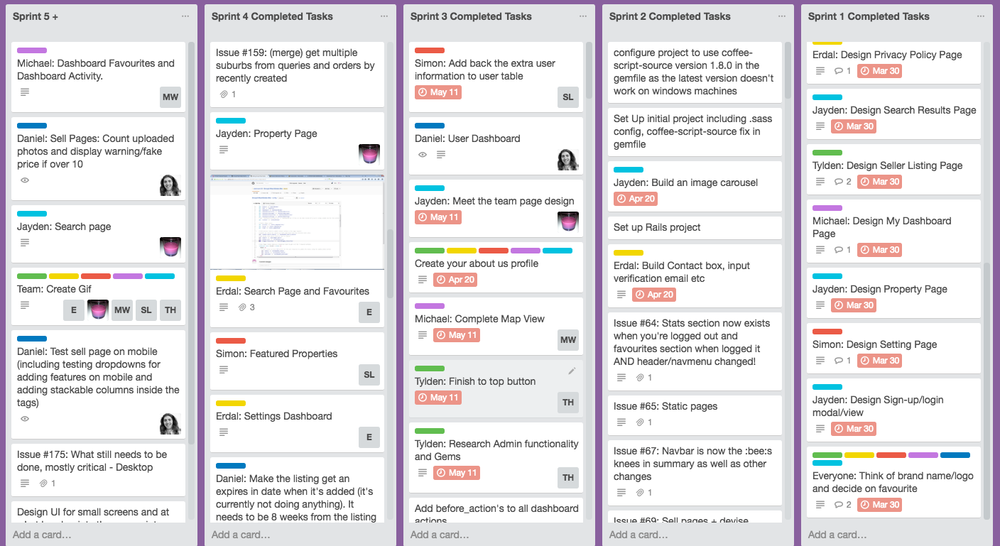 Sprint 5 +
Michael: Dashboard Favourites and
Dashboard Activity.
MW
Daniel: Sell Pages: Count uploaded
photos and display warning/fake
price if over 10
Jayden: Search page
Team: Create Gif
E
MW
SL
TH
Daniel: Test sell page on mobile
(including testing dropdowns for
adding features on mobile and
adding stackable columns inside the
tags)
Issue #175: What still needs to be
done, mostly critical - Desktop
1
Design UI for small screens and at
Add a card…
Sprint 4 Completed Tasks
Issue #159: (merge) get multiple
suburbs from queries and orders by
recently created
1
Jayden: Property Page
Erdal: Search Page and Favourites
3
E
Simon: Featured Properties
SL
Erdal: Settings Dashboard
E
Daniel: Make the listing get an
expires in date when it's added (it's
currently not doing anything). It
needs to be 8 weeks from the listing
Add a card…
Sprint 3 Completed Tasks
Simon: Add back the extra user
information to user table
May 11
SL
Daniel: User Dashboard
Jayden: Meet the team page design
May 11
Create your about us profile
Apr 20
Michael: Complete Map View
May 11
MW
Tylden: Finish to top button
May 11
TH
Tylden: Research Admin functionality
and Gems
May 11
TH
Add before_action's to all dashboard
actions
Add a card…
Sprint 2 Completed Tasks
configure project to use coffee-
script-source version 1.8.0 in the
gemfile as the latest version doesn't
work on windows machines
Set Up initial project including .sass
config, coffee-script-source fix in
gemfile
Jayden: Build an image carousel
Apr 20
Set up Rails project
Erdal: Build Contact box, input
verification email etc
Apr 20
Issue #64: Stats section now exists
when you're logged out and
favourites section when logged it
AND header/navmenu changed!
1
Issue #65: Static pages
1
Issue #67: Navbar is now the :bee:s
knees in summary as well as other
changes
1
Issue #69: Sell pages + devise
Add a card…
Sprint 1 Completed Tasks
Erdal: Design Privacy Policy Page
1 Mar 30
Jayden: Design Search Results Page
Mar 30
Tylden: Design Seller Listing Page
2 Mar 30
Michael: Design My Dashboard
Page
1 Mar 30
Jayden: Design Property Page
Mar 30
Simon: Design Setting Page
1 Mar 30
Jayden: Design Sign-up/login
modal/view
Mar 30
Everyone: Think of brand name/logo
and decide on favourite
2 Mar 30
Add a card…